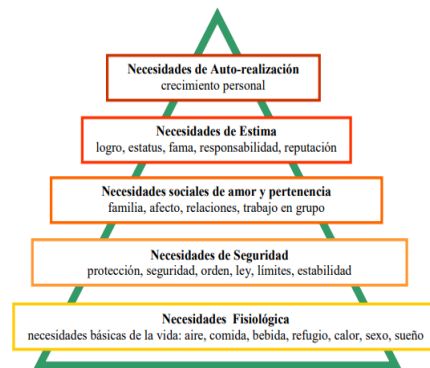 Necesidades de Auto-realización
crecimiento personal
Necesidades de Estima
logro, estatus, fama, responsabilidad, reputación
Necesidades sociales de amor y pertenencia
familia, afecto, relaciones, trabajo en grupo
Necesidades de Seguridad
protección, seguridad, orden, ley, límites, estabilidad
Necesidades Fisiológica
necesidades básicas de la vida: aire, comida, bebida, refugio, calor, sexo, sueño